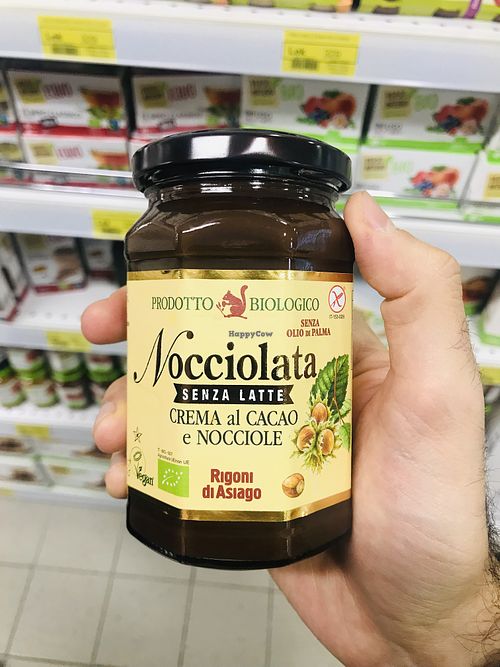 PRODOTTO BIOLOGICO
HappyCow
SENZA
OLIO DI PALMA
Nocciolata
SENZA LATTE
CREMA al CACAO
e NOCCIOLE
Vegan
Rigoni
di Asiago